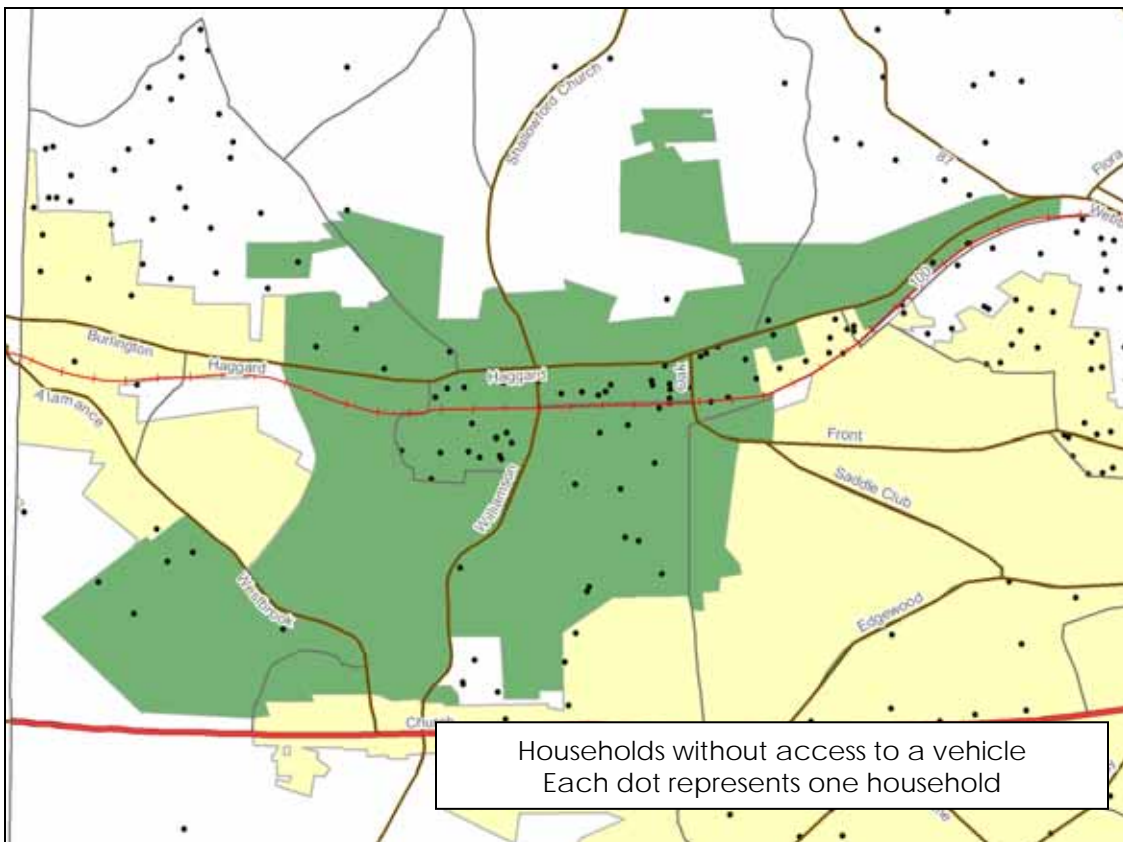 Shallowford Church
87
Flora
100
Burlington
Haggard
Haggard
Oak
Alamance
Front
Saddle Club
Williamson
Westbrook
Edgewood
Church
Households without access to a vehicle
Each dot represents one household